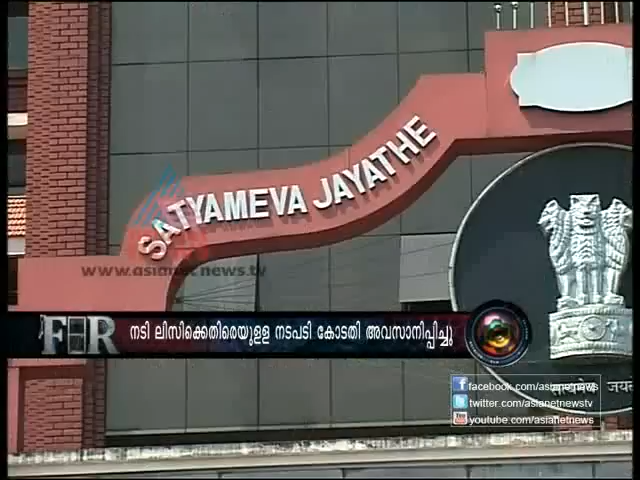 SATYAMEVA JAYATHE
www.asianetnews.tv
FIR നടി ലിസിക്കെതിരെയുള്ള നടപടി കോടതി അവസാനിപ്പിച്ചു
facebook.com/asianetnews
twitter.com/asianetnewstv
youtube.com/asianetnews